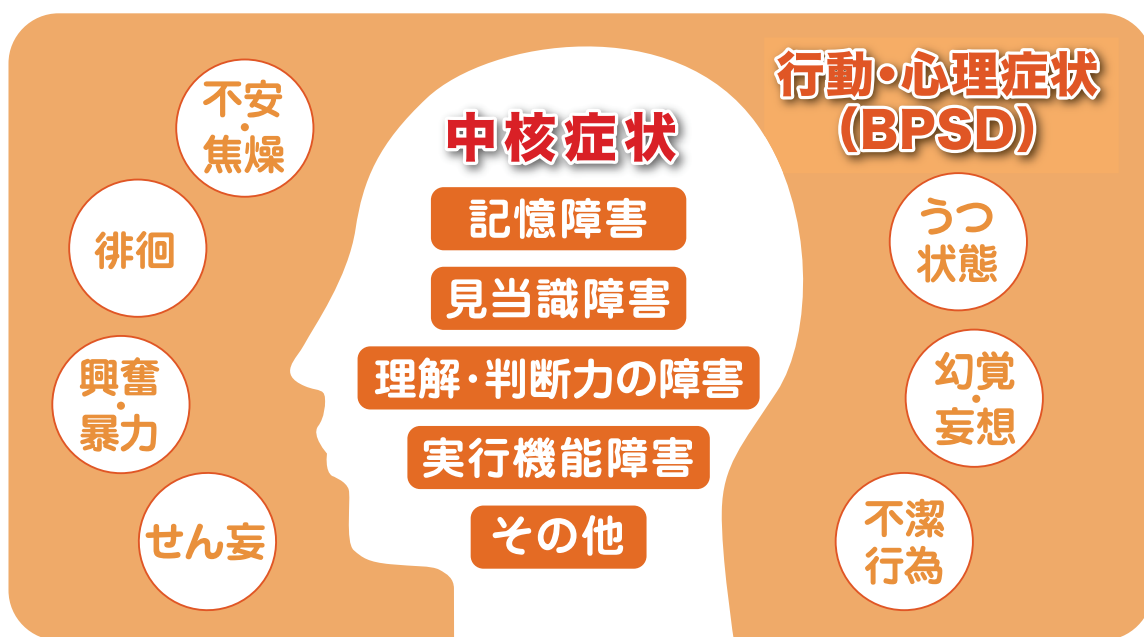 行動・心理症状
（BPSD）
中核症状
記憶障害
見当識障害
理解・判断力の障害
実行機能障害
その他
不安
・
焦燥
徘徊
興奮
・
暴力
せん妄
うつ
状態
幻覚
・
妄想
不潔
行為